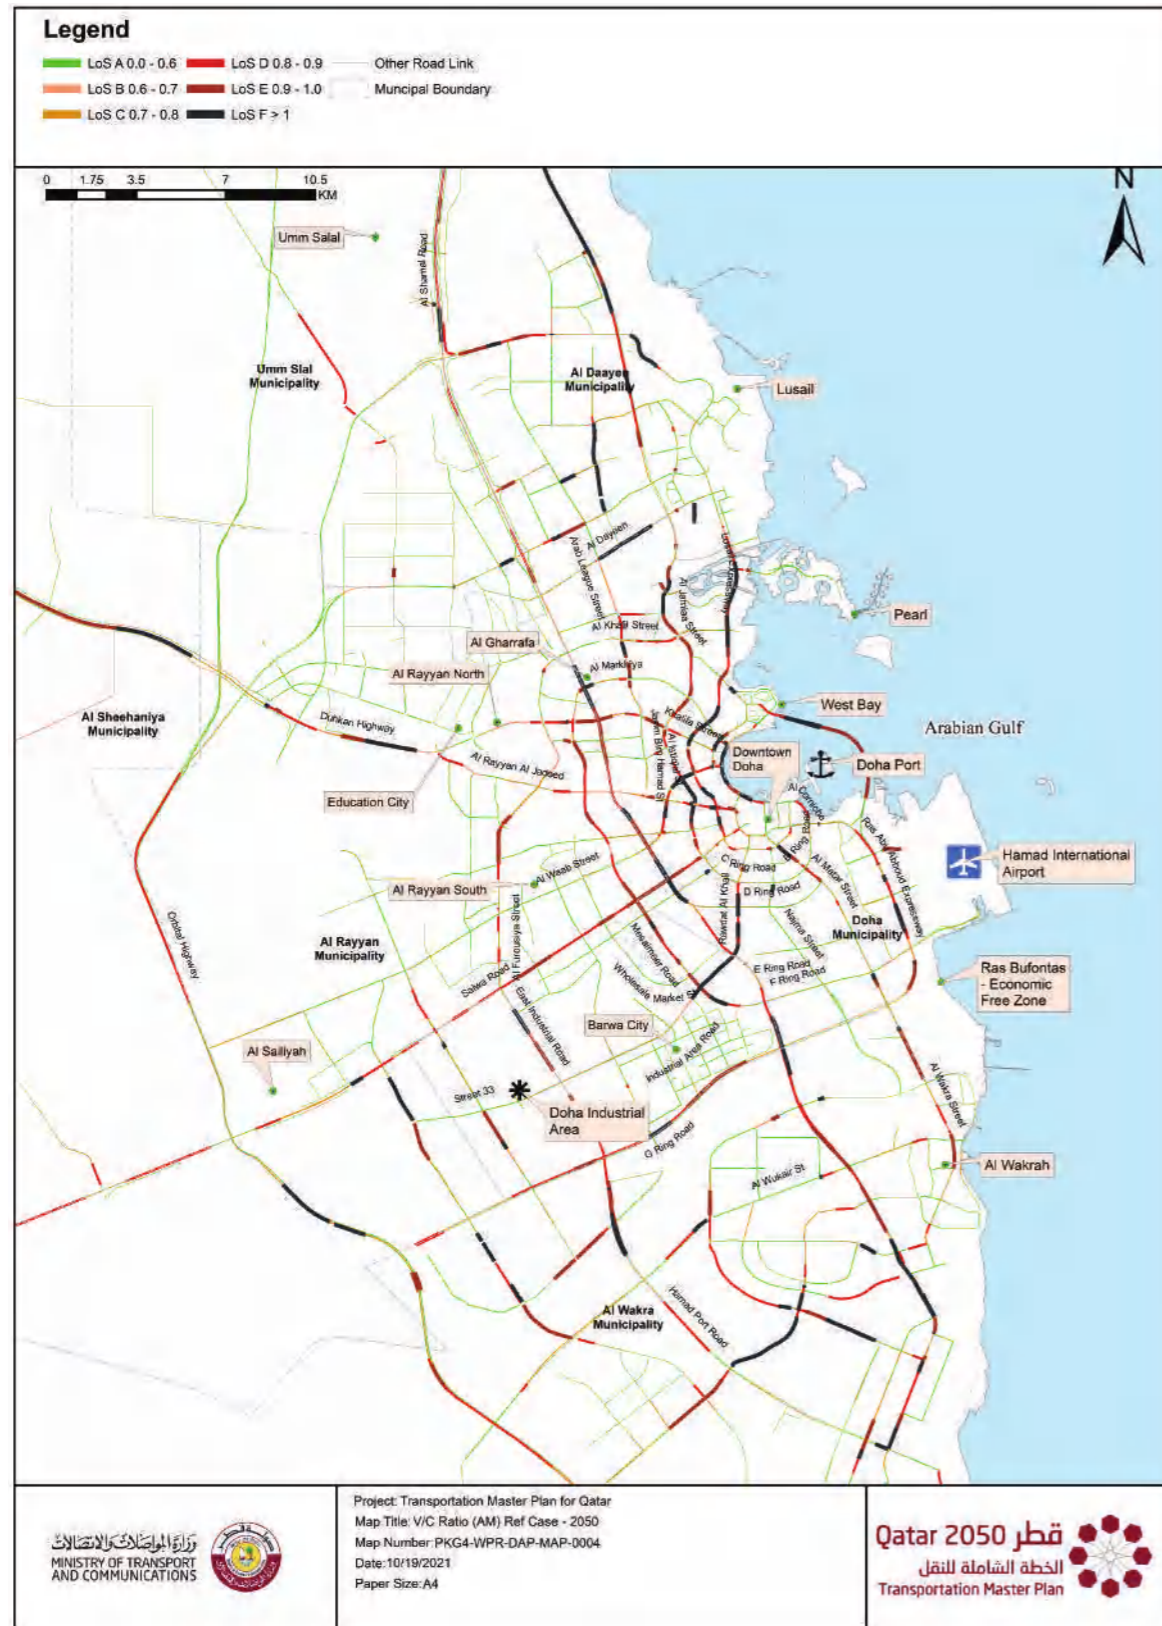 Legend
LoS A 0.0 - 0.6
LoS D 0.8 - 0.9
Other Road Link
LoS B 0.6 - 0.7
LoS E 0.9 - 1.0
Muncipal Boundary
LoS C 0.7 - 0.8
LoS F > 1
0 1.75 3.5 7 10.5
KM
N
Umm Salal
Al Shamal Road
Umm Slal
Municipality
Al Daayen
Municipality
Lusail
Al Dayeen
Arab League Street
Al Jamiaa Street
Lusail Expressway
Pearl
Al Khafji Street
Al Gharrafa
Al Markhiya
Al Rayyan North
West Bay
Al Sheehaniya
Municipality
Dunkan Highway
Khalifa Street
Arabian Gulf
Al Istiqlal
Jasim Bin Hamad St
Downtown
Doha
Doha Port
Al Rayyan Al Jadeed
Education City
Al Corniche
B Ring Road
Ras Abu Abboud Expressway
Hamad International
Airport
Al Waab Street
C Ring Road
Al Matar Street
Al Rayyan South
D Ring Road
Rawdat Al Khail
Al Furousiya Street
Najma Street
Doha
Municipality
Orbital Highway
Al Rayyan
Municipality
Mesaimeer Road
Salwa Road
E Ring Road
F Ring Road
Wholesale Market St
Ras Bufontas
- Economic
Free Zone
East Industrial Road
Barwa City
Industrial Area Road
Al Sailiyah
Street 33
Al Wakra Street
Doha Industrial
Area
G Ring Road
Al Wukair St
Al Wakrah
Al Wakra
Municipality
Hamad Port Road
وزارة المواصلات والاتصالات
MINISTRY OF TRANSPORT
AND COMMUNICATIONS
Project: Transportation Master Plan for Qatar
Map Title: V/C Ratio (AM) Ref Case - 2050
Map Number: PKG4-WPR-DAP-MAP-0004
Date:10/19/2021
Paper Size: A4
Qatar 2050 قطر
الخطة الشاملة للنقل
Transportation Master Plan